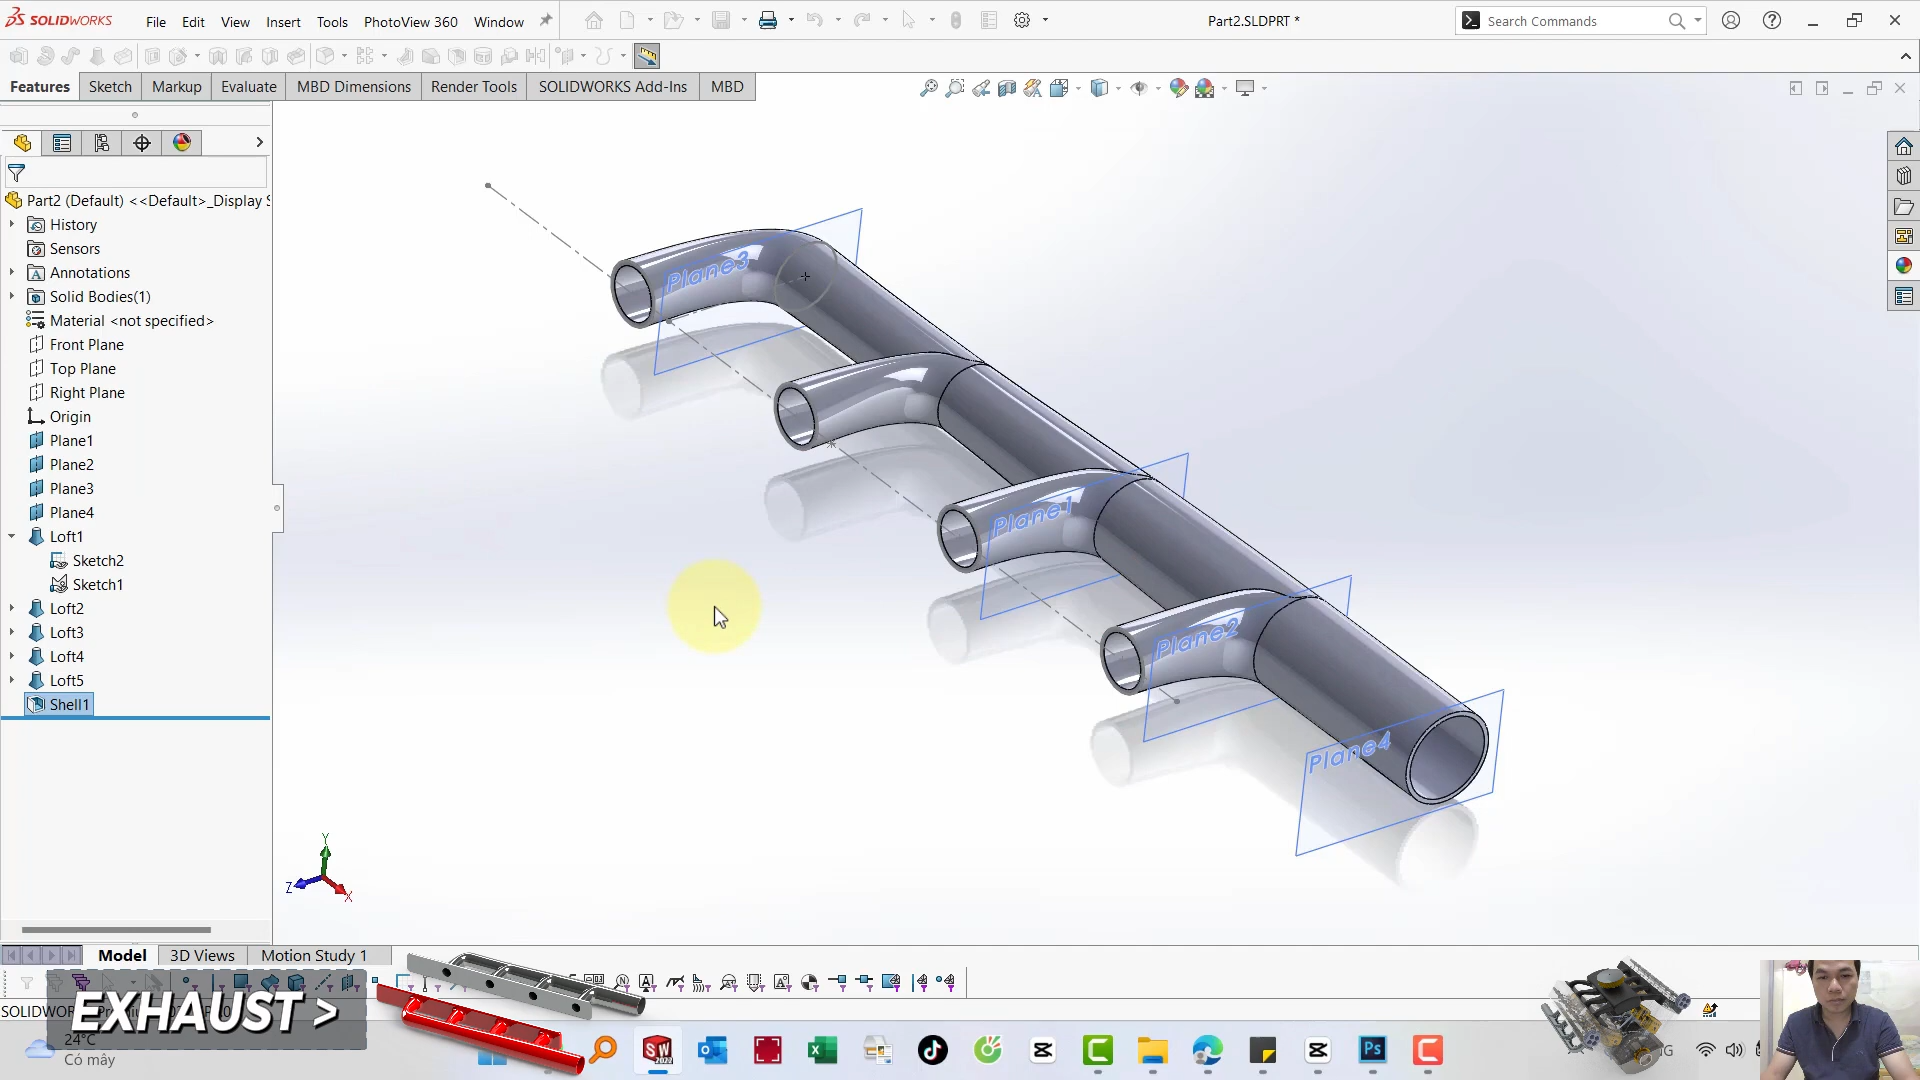 SOLIDWORKS
File Edit View Insert Tools PhotoView 360 Window
Part2.SLDPRT *
Search Commands
Features Sketch Markup Evaluate MBD Dimensions Render Tools SOLIDWORKS Add-Ins MBD
Part2 (Default) <<Default>_Display S
History
Sensors
Annotations
Solid Bodies(1)
Material <not specified>
Front Plane
Top Plane
Right Plane
Origin
Plane1
Plane2
Plane3
Plane4
Loft1
Sketch2
Sketch1
Loft2
Loft3
Loft4
Loft5
Shell1
Plane3
Plane1
Plane2
Plane4
Y
Z
X
Model 3D Views Motion Study 1
EXHAUST >
24°C
Có mây
SW
2022
Ps